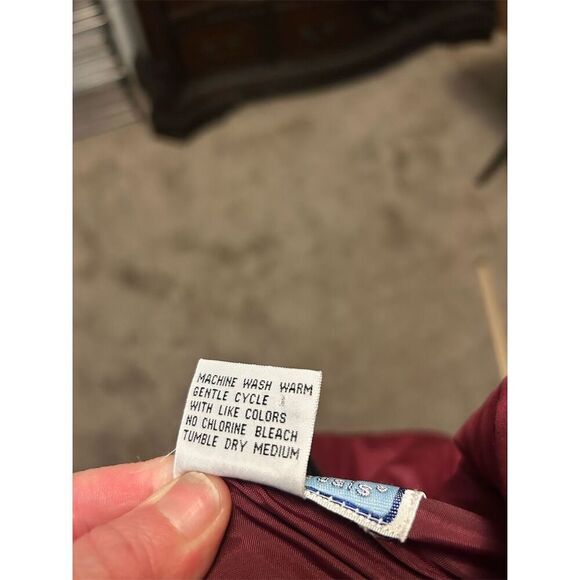 MACHINE WASH WARM
GENTLE CYCLE
WITH LIKE COLORS
NO CHLORINE BLEACH
TUMBLE DRY MEDIUM